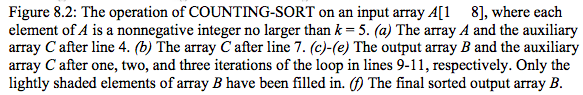 Figure 8.2: The operation of COUNTING-SORT on an input array A[1 8], where each
element of A is a nonnegative integer no larger than k = 5. (a) The array A and the auxiliary
array C after line 4. (b) The array C after line 7. (c)-(e) The output array B and the auxiliary
array C after one, two, and three iterations of the loop in lines 9-11, respectively. Only the
lightly shaded elements of array B have been filled in. (f) The final sorted output array B.